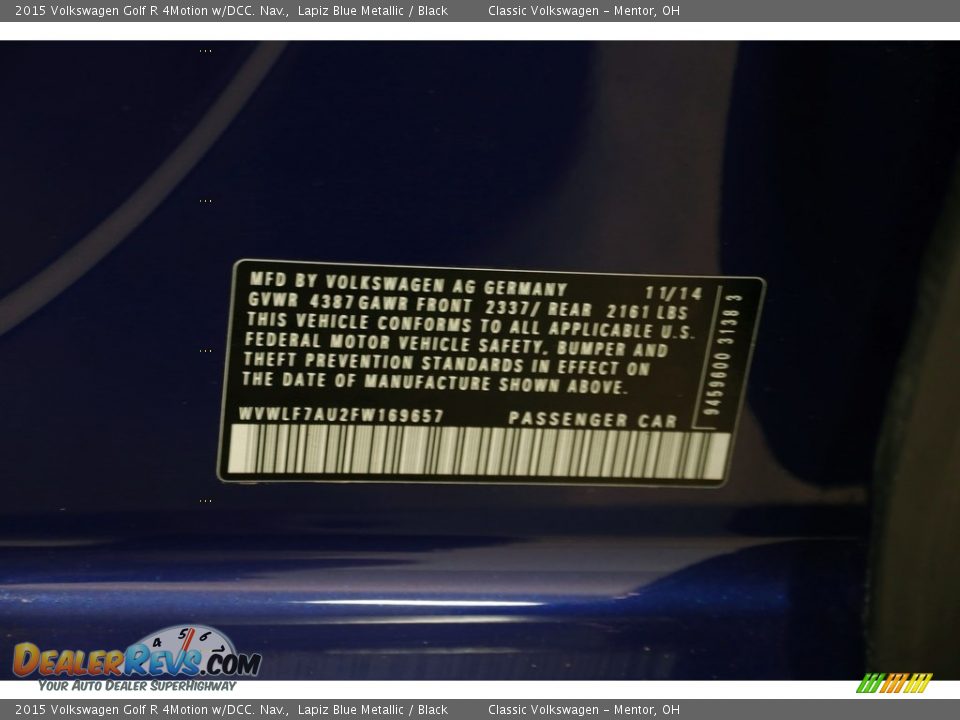 2015 Volkswagen Golf R 4Motion w/DCC. Nav., Lapiz Blue Metallic / Black Classic Volkswagen – Mentor, OH
MFD BY VOLKSWAGEN AG GERMANY 11/14
GVWR 4387 GAWR FRONT 2337/ REAR 2161 LBS
THIS VEHICLE CONFORMS TO ALL APPLICABLE U.S.
FEDERAL MOTOR VEHICLE SAFETY, BUMPER AND
THEFT PREVENTION STANDARDS IN EFFECT ON
THE DATE OF MANUFACTURE SHOWN ABOVE.
WVWLF7AU2FW169657 PASSENGER CAR
9459600 3138 3
4 5 6
DealerRevs.com
Your Auto Dealer SuperHighway
2015 Volkswagen Golf R 4Motion w/DCC. Nav., Lapiz Blue Metallic / Black Classic Volkswagen – Mentor, OH